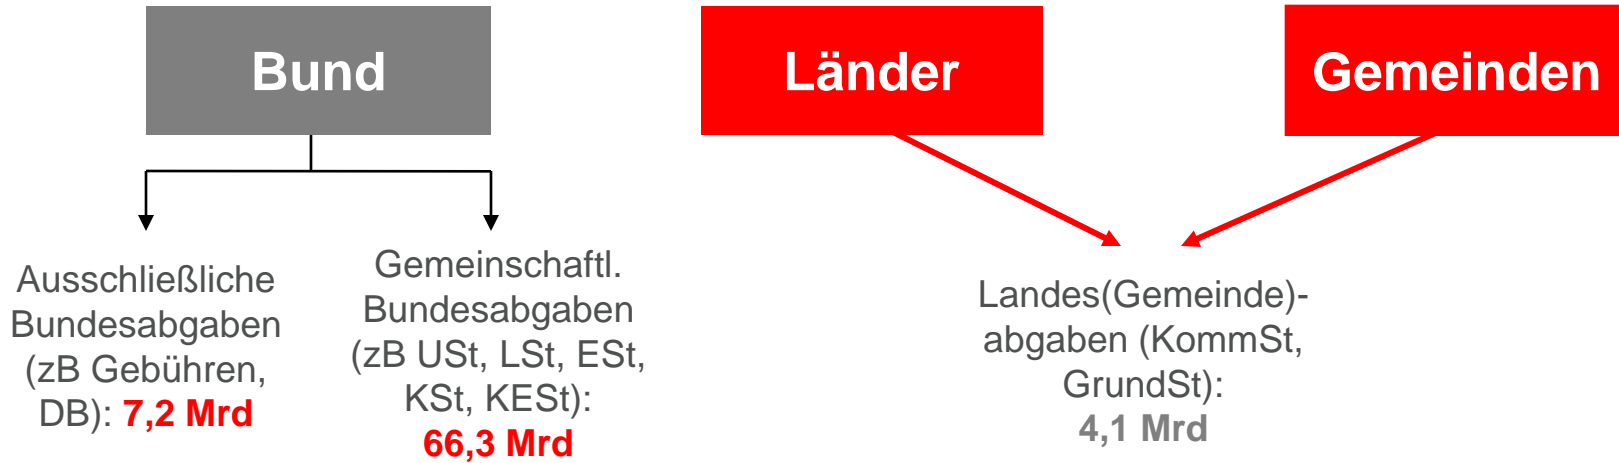 Bund
Länder
Gemeinden
Ausschließliche
Bundesabgaben
(zB Gebühren,
DB): 7,2 Mrd
Gemeinschaftl.
Bundesabgaben
(zB USt, LSt, ESt,
KSt, KESt):
66,3 Mrd
Landes(Gemeinde)-
abgaben (KommSt,
GrundSt):
4,1 Mrd